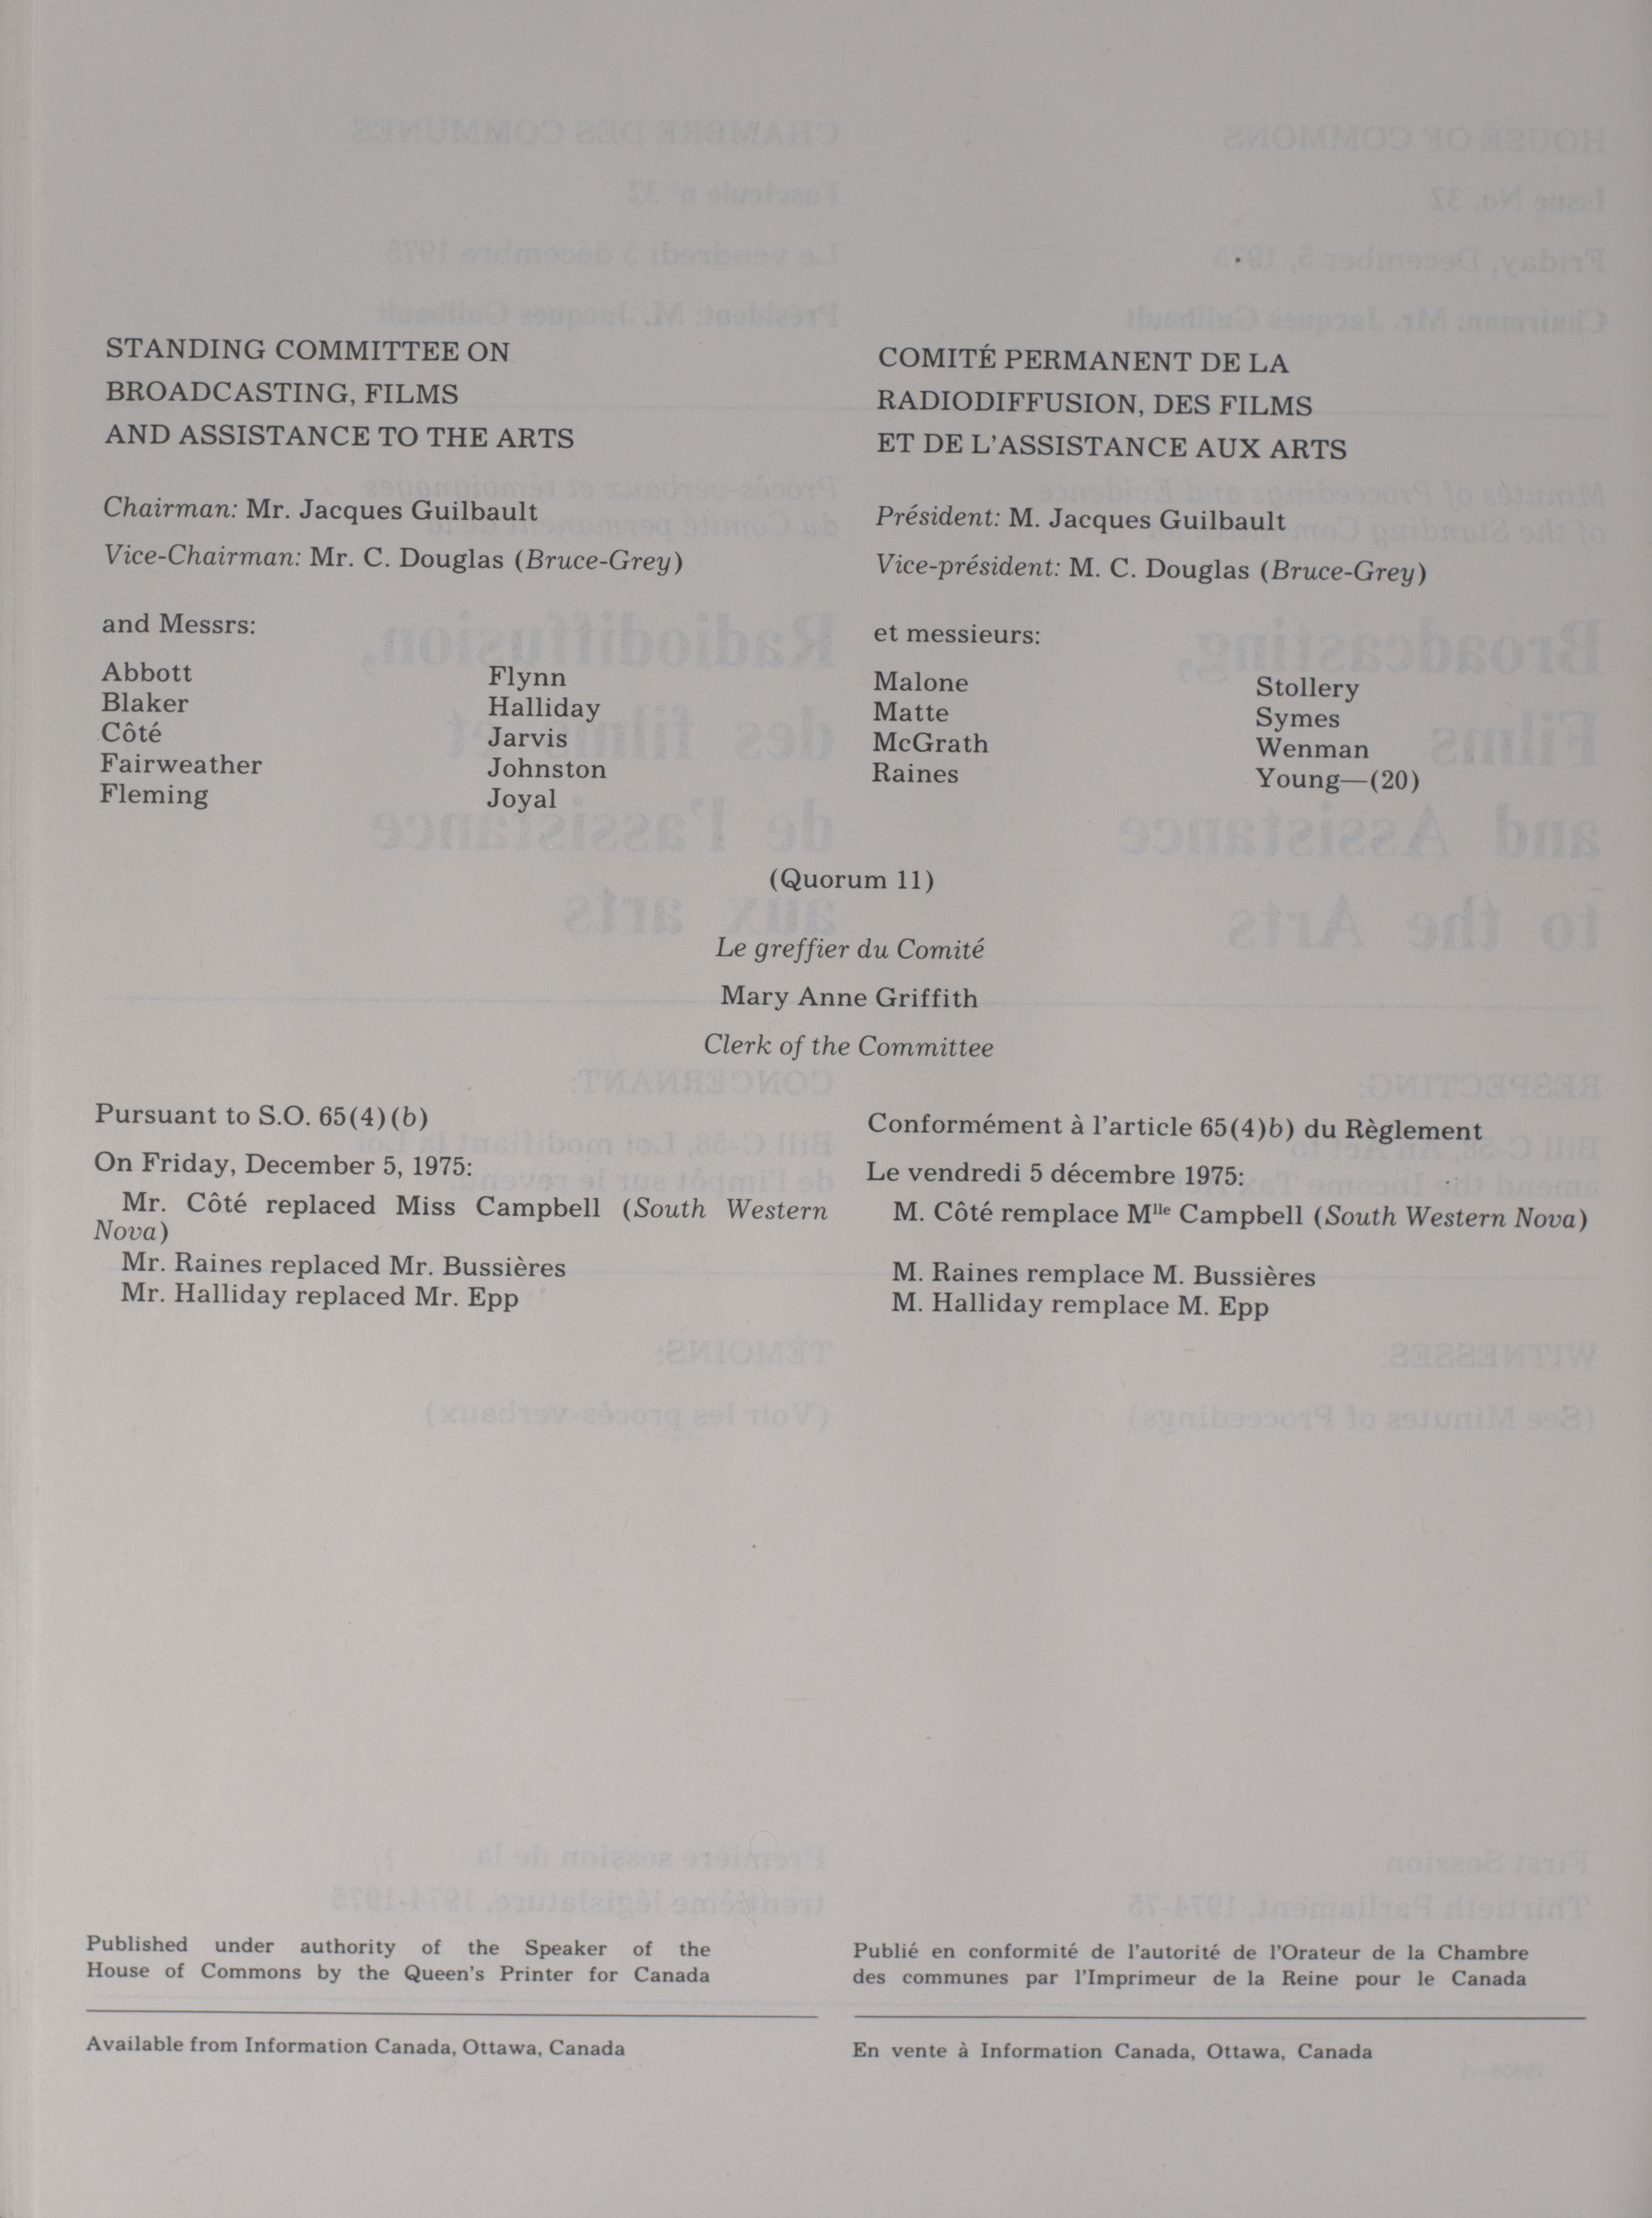 STANDING COMMITTEE ON
BROADCASTING, FILMS
AND ASSISTANCE TO THE ARTS
Chairman: Mr. Jacques Guilbault
Vice-Chairman: Mr. C. Douglas (Bruce-Grey)
and Messrs:
Abbott
Blaker
Côté
Fairweather
Fleming
Flynn
Halliday
Jarvis
Johnston
Joyal
COMITÉ PERMANENT DE LA
RADIODIFFUSION, DES FILMS
ET DE L'ASSISTANCE AUX ARTS
Président: M. Jacques Guilbault
Vice-président: M. C. Douglas (Bruce-Grey)
et messieurs:
Malone
Matte
McGrath
Raines
Stollery
Symes
Wenman
Young—(20)
(Quorum 11)
Le greffier du Comité
Mary Anne Griffith
Clerk of the Committee
Pursuant to S.O. 65(4)(b)
On Friday, December 5, 1975:
Mr. Côté replaced Miss Campbell (South Western
Nova)
Mr. Raines replaced Mr. Bussières
Mr. Halliday replaced Mr. Epp
Conformément à l'article 65(4)b) du Règlement
Le vendredi 5 décembre 1975:
M. Côté remplace Mlle Campbell (South Western Nova)
M. Raines remplace M. Bussières
M. Halliday remplace M. Epp
Published under authority of the Speaker of the
House of Commons by the Queen's Printer for Canada
Available from Information Canada, Ottawa, Canada
Publié en conformité de l'autorité de l'Orateur de la Chambre
des communes par l'Imprimeur de la Reine pour le Canada
En vente à Information Canada, Ottawa, Canada